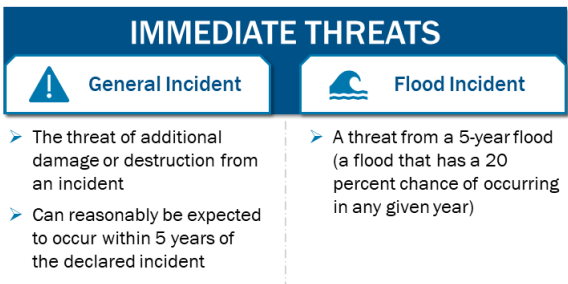 IMMEDIATE THREATS
General Incident
The threat of additional
damage or destruction from
an incident
Can reasonably be expected
to occur within 5 years of
the declared incident
Flood Incident
A threat from a 5-year flood
(a flood that has a 20
percent chance of occurring
in any given year)